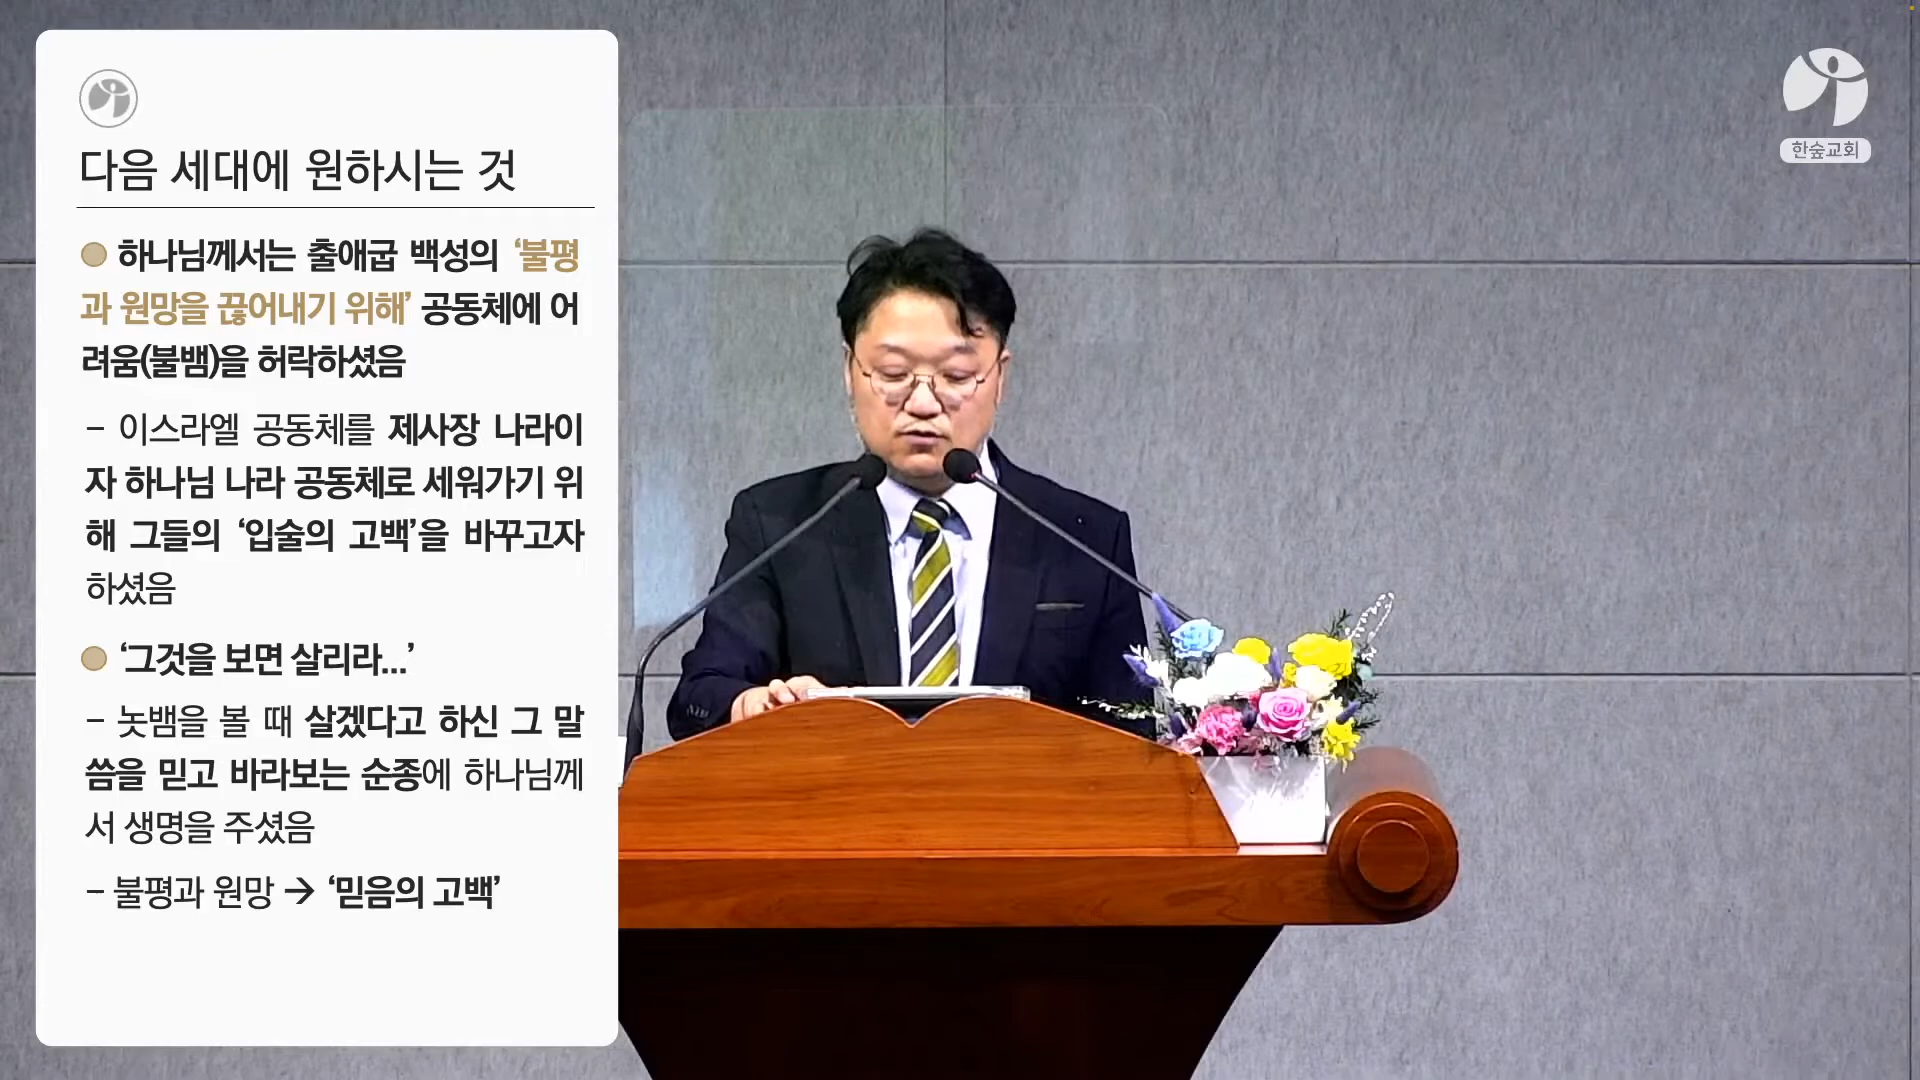 다음 세대에 원하시는 것
하나님께서는 출애굽 백성의 ‘불평
과 원망을 끊어내기 위해’ 공동체에 어
려움(불뱀)을 허락하셨음
– 이스라엘 공동체를 제사장 나라이
자 하나님 나라 공동체로 세워가기 위
해 그들의 ‘입술의 고백’을 바꾸고자
하셨음
‘그것을 보면 살리라...’
– 놋뱀을 볼 때 살겠다고 하신 그 말
씀을 믿고 바라보는 순종에 하나님께
서 생명을 주셨음
– 불평과 원망 → ‘믿음의 고백’
한숲교회